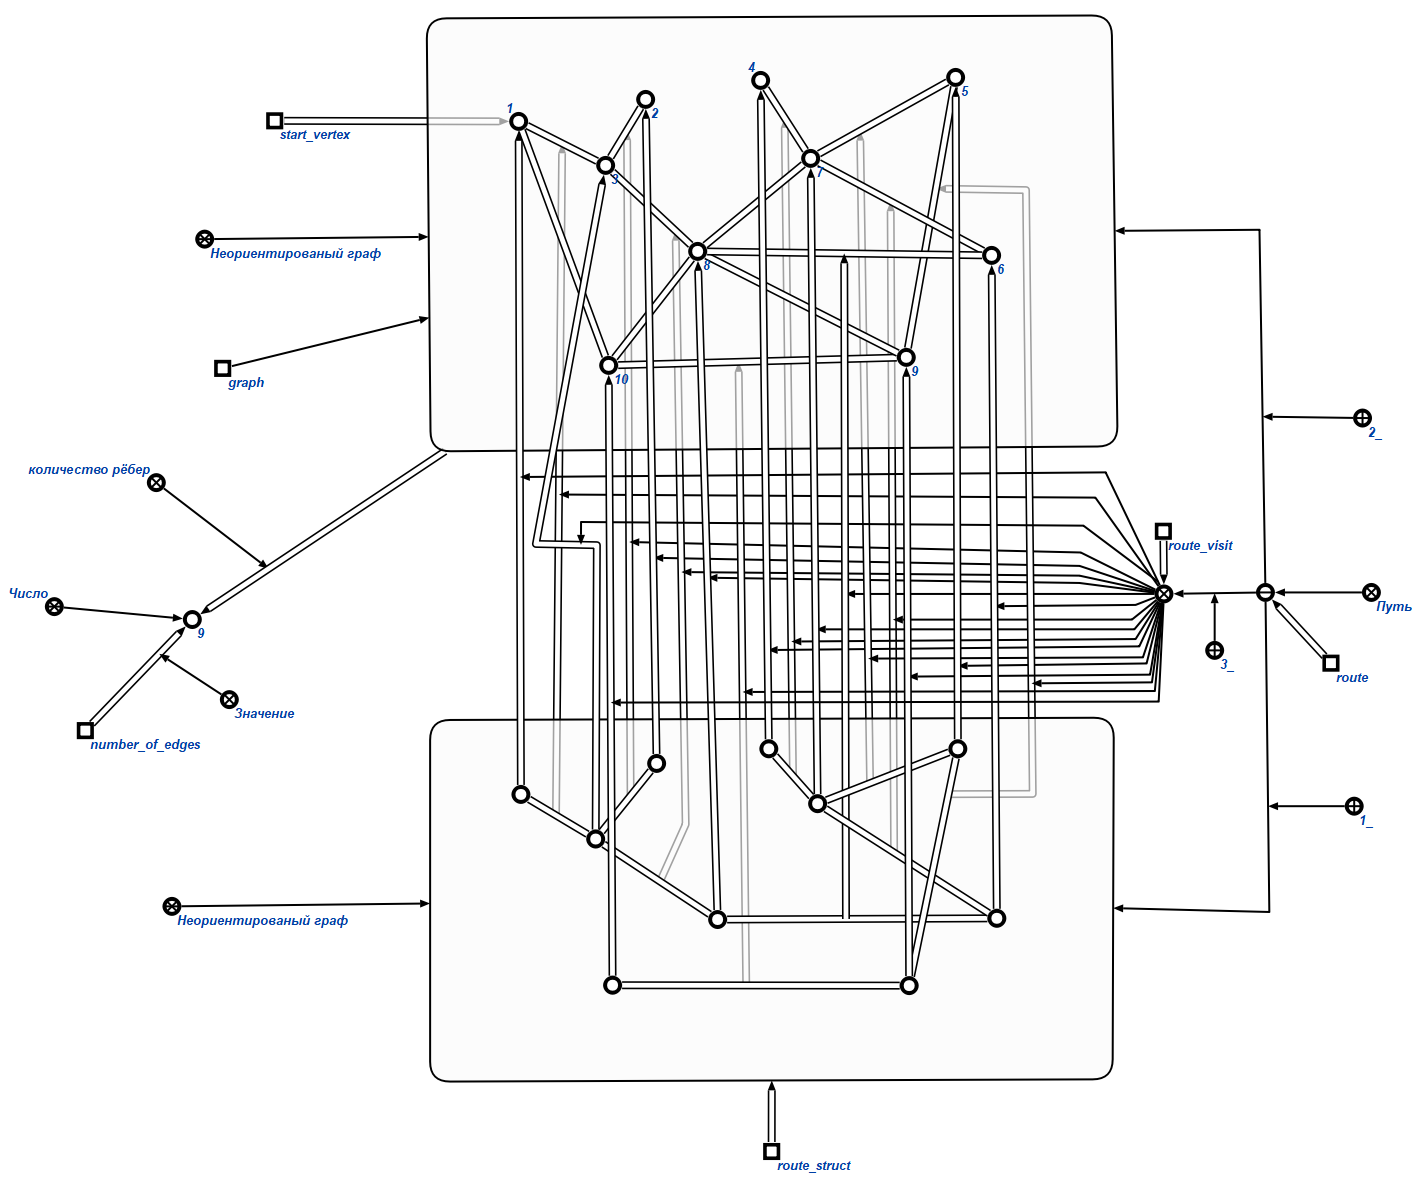 4
5
1
2
start_vertex
7
3
Неориентированый граф
8
6
graph
10
9
2_
количество рёбер
route_visit
Число
Путь
9
3_
route
Значение
number_of_edges
1_
Неориентированый граф
route_struct